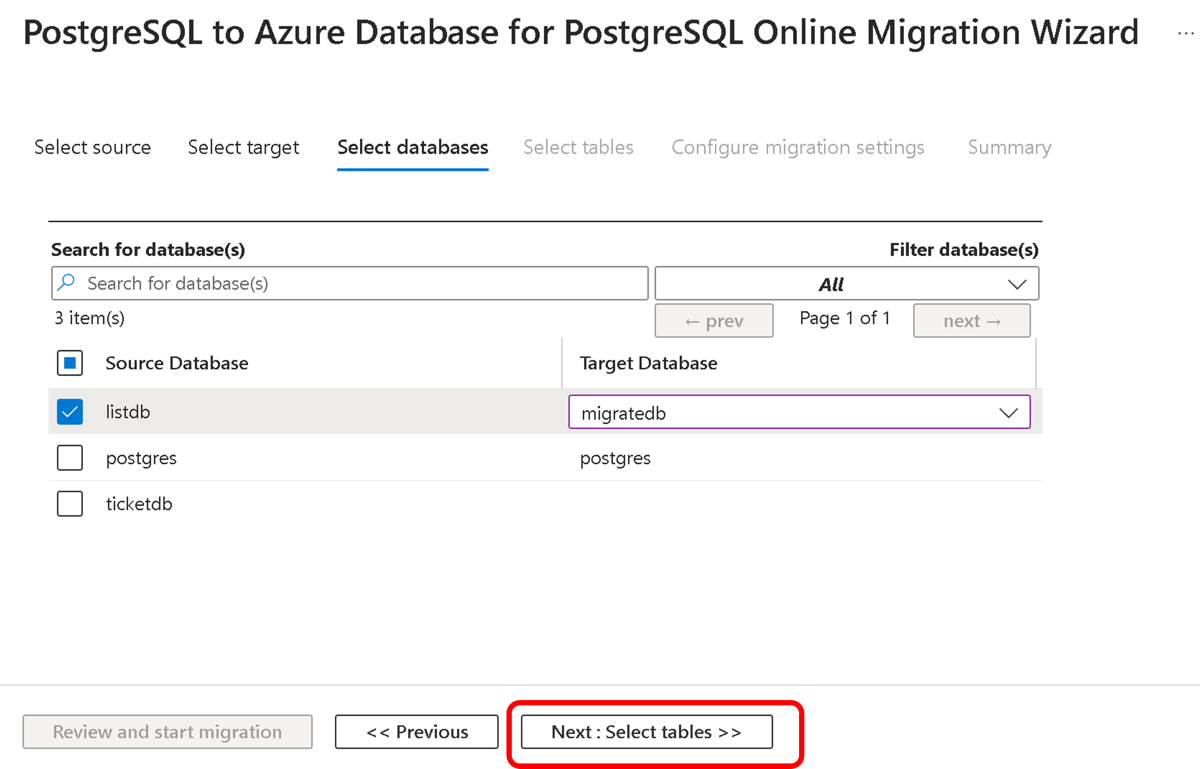 PostgreSQL to Azure Database for PostgreSQL Online Migration Wizard ...
Select source Select target Select databases Select tables Configure migration settings Summary
Search for database(s) Filter database(s)
Search for database(s) All
3 item(s) ← prev Page 1 of 1 next →
Source Database Target Database
listdb migratedb
postgres postgres
ticketdb
Review and start migration << Previous Next : Select tables >>